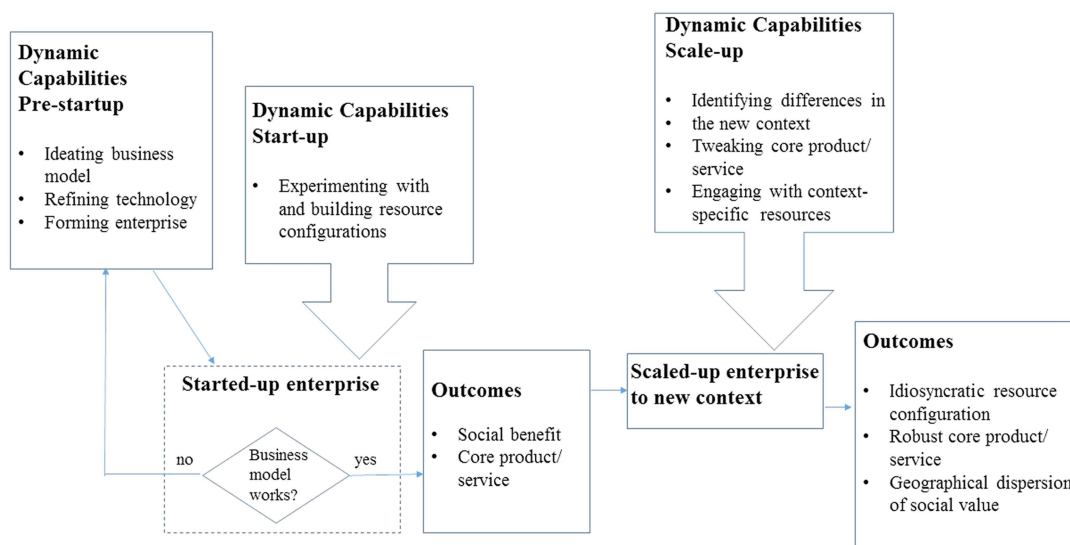 Dynamic
Capabilities
Pre-startup
• Ideating business
model
• Refining technology
• Forming enterprise
Dynamic Capabilities
Start-up
• Experimenting with
and building resource
configurations
Dynamic Capabilities
Scale-up
• Identifying differences in
• the new context
• Tweaking core product/
service
• Engaging with context-
specific resources
Started-up enterprise
no
Business
model
works?
yes
Outcomes
• Social benefit
• Core product/
service
Scaled-up enterprise
to new context
Outcomes
• Idiosyncratic resource
configuration
• Robust core product/
service
• Geographical dispersion
of social value